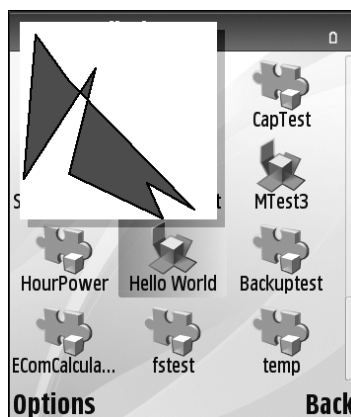 CapTest
MTest3
HourPower Hello World Backuptest
EComCalcula... fstest temp
Options Back